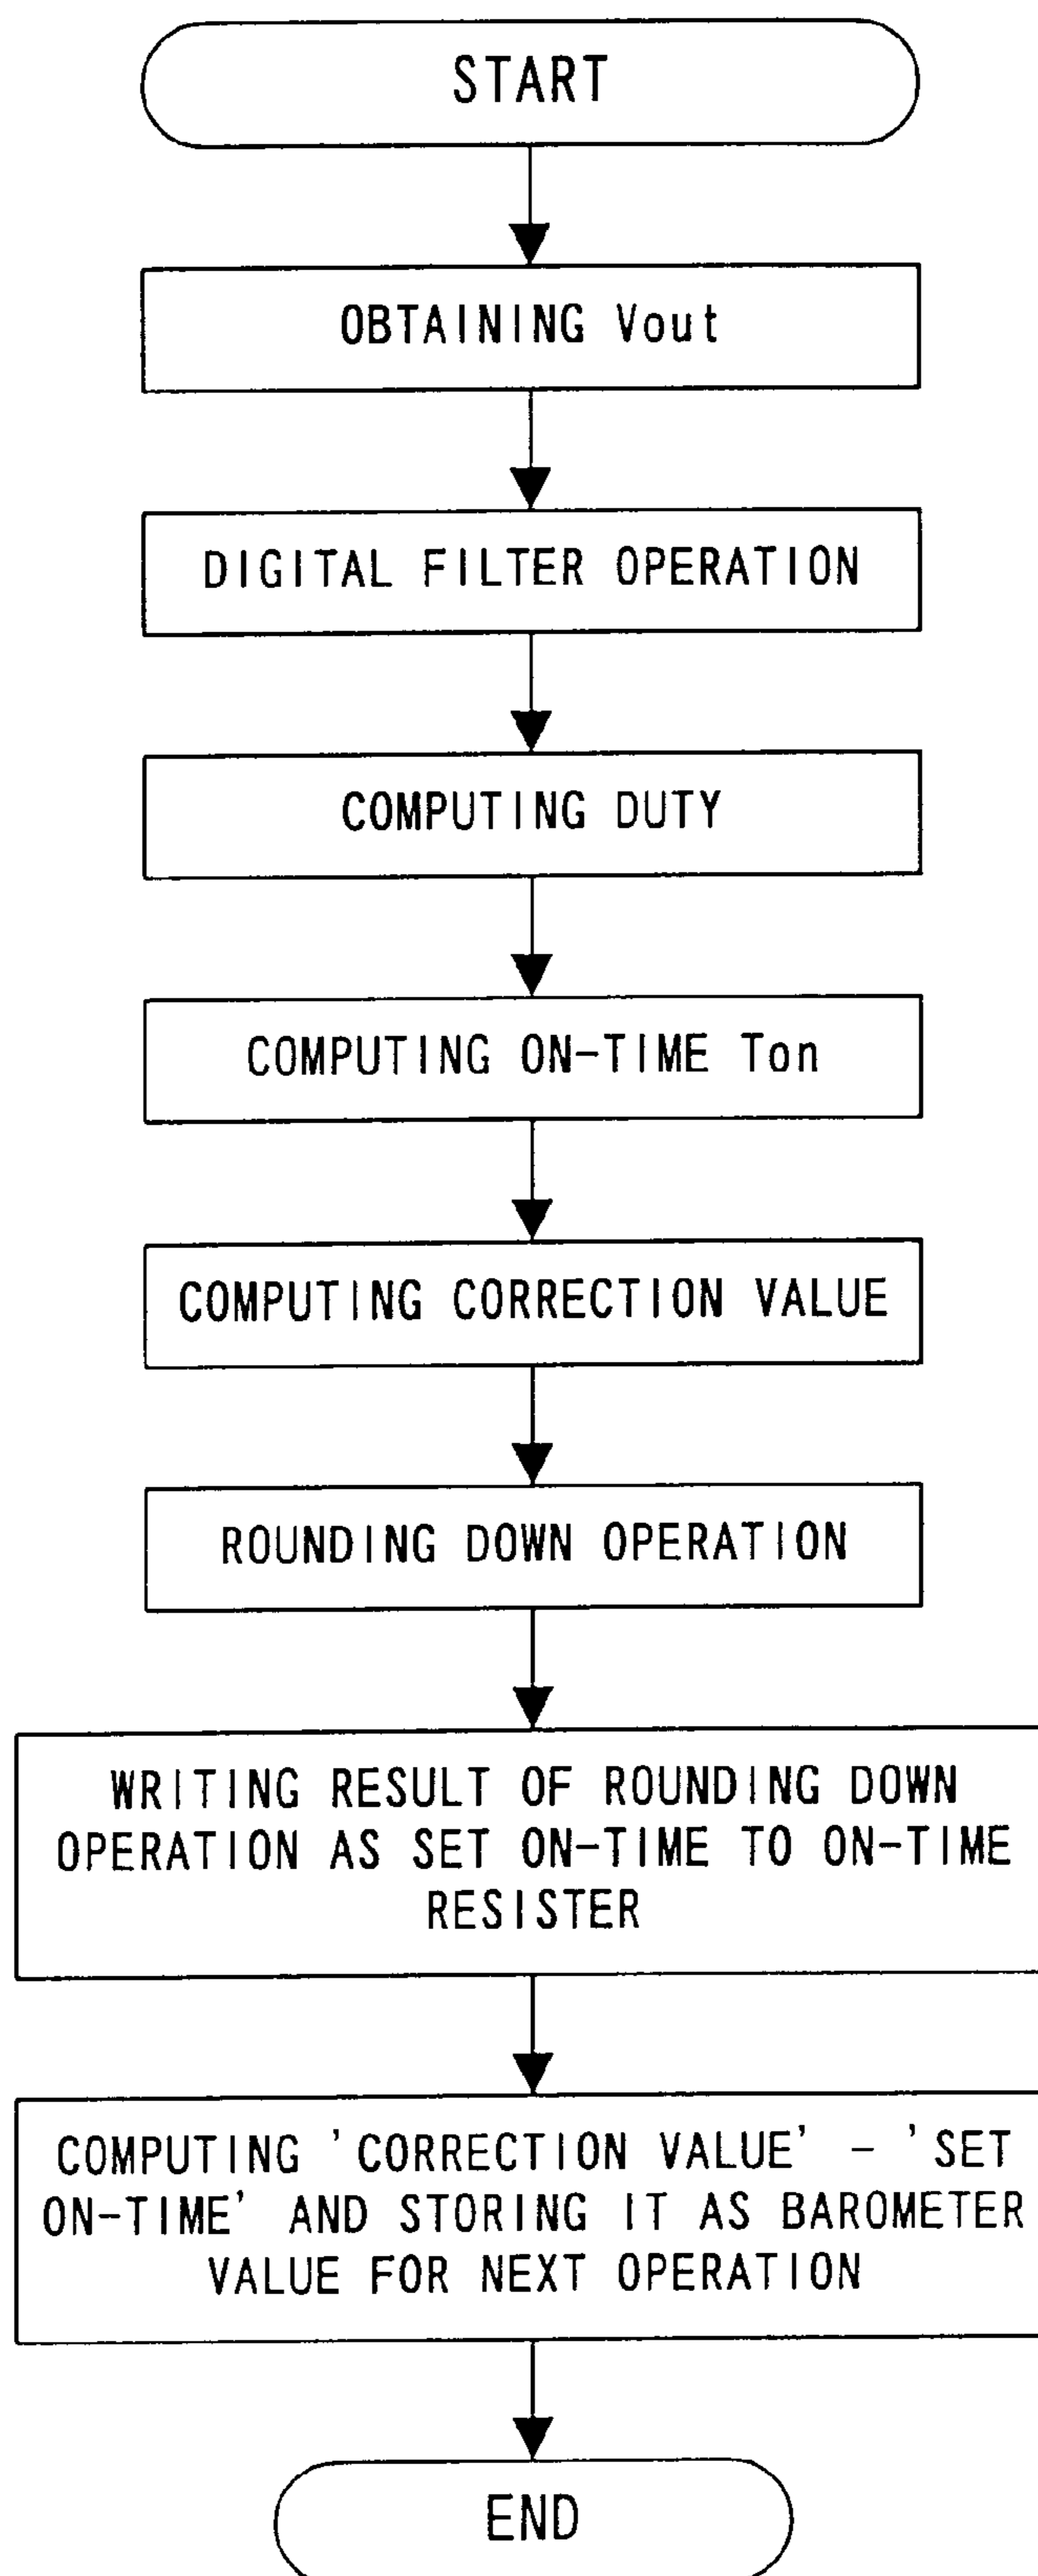 START
OBTAINING Vout
DIGITAL FILTER OPERATION
COMPUTING DUTY
COMPUTING ON-TIME Ton
COMPUTING CORRECTION VALUE
ROUNDING DOWN OPERATION
WRITING RESULT OF ROUNDING DOWN
OPERATION AS SET ON-TIME TO ON-TIME
RESISTER
COMPUTING 'CORRECTION VALUE' - 'SET
ON-TIME' AND STORING IT AS BAROMETER
VALUE FOR NEXT OPERATION
END